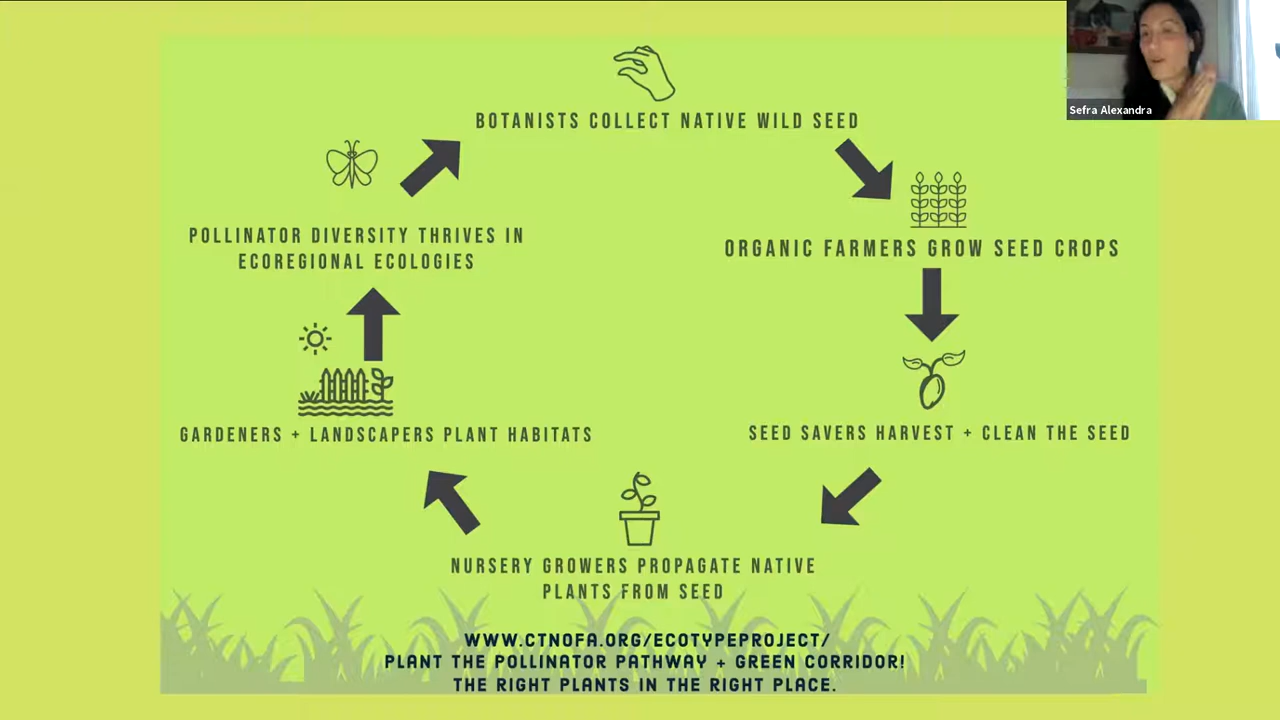 Sefra Alexandra
BOTANISTS COLLECT NATIVE WILD SEED
ORGANIC FARMERS GROW SEED CROPS
SEED SAVERS HARVEST + CLEAN THE SEED
NURSERY GROWERS PROPAGATE NATIVE
PLANTS FROM SEED
GARDENERS + LANDSCAPERS PLANT HABITATS
POLLINATOR DIVERSITY THRIVES IN
ECOREGIONAL ECOLOGIES
WWW.CTNOFA.ORG/ECOTYPEPROJECT/
PLANT THE POLLINATOR PATHWAY + GREEN CORRIDOR!
THE RIGHT PLANTS IN THE RIGHT PLACE.